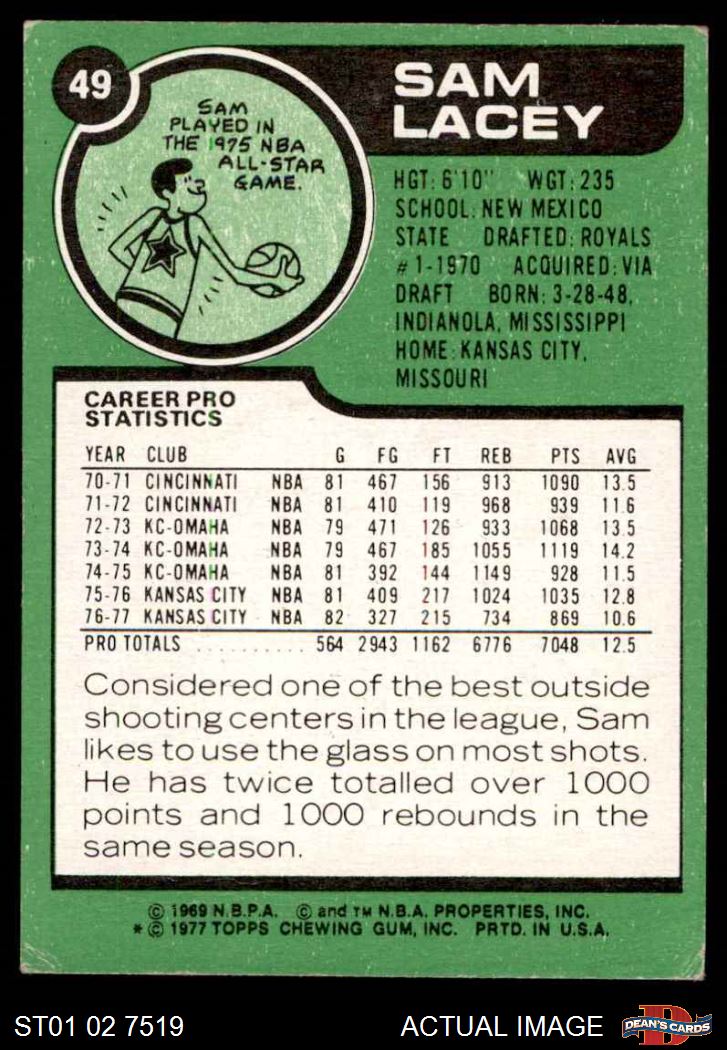 49
SAM
PLAYED IN
THE 1975 NBA
ALL-STAR
GAME.
SAM
LACEY
HGT: 6'10" WGT: 235
SCHOOL: NEW MEXICO
STATE DRAFTED: ROYALS
#1-1970 ACQUIRED: VIA
DRAFT BORN: 3-28-48,
INDIANOLA, MISSISSIPPI
HOME: KANSAS CITY,
MISSOURI
CAREER PRO
STATISTICS
YEAR CLUB G FG FT REB PTS AVG
70-71 CINCINNATI NBA 81 467 156 913 1090 13.5
71-72 CINCINNATI NBA 81 410 119 968 939 11.6
72-73 KC-OMAHA NBA 79 471 126 933 1068 13.5
73-74 KC-OMAHA NBA 79 467 185 1055 1119 14.2
74-75 KC-OMAHA NBA 81 392 144 1149 928 11.5
75-76 KANSAS CITY NBA 81 409 217 1024 1035 12.8
76-77 KANSAS CITY NBA 82 327 215 734 869 10.6
PRO TOTALS .......... 564 2943 1162 6776 7048 12.5
Considered one of the best outside
shooting centers in the league, Sam
likes to use the glass on most shots.
He has twice totalled over 1000
points and 1000 rebounds in the
same season.
© 1969 N.B.P.A. © and TM N.B.A. PROPERTIES, INC.
* © 1977 TOPPS CHEWING GUM, INC. PRTD. IN U.S.A.
ST01 02 7519 ACTUAL IMAGE
D
DEAN'S CARDS